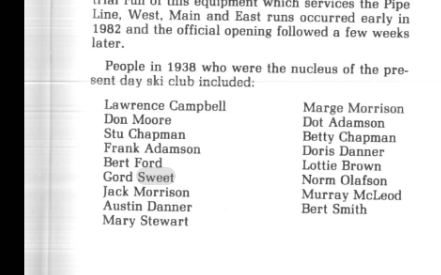 trial run of this equipment which services the Pipe
Line, West, Main and East runs occurred early in
1982 and the official opening followed a few weeks
later.
People in 1938 who were the nucleus of the pre-
sent day ski club included:
Lawrence Campbell
Don Moore
Stu Chapman
Frank Adamson
Bert Ford
Gord Sweet
Jack Morrison
Austin Danner
Mary Stewart
Marge Morrison
Dot Adamson
Betty Chapman
Doris Danner
Lottie Brown
Norm Olafson
Murray McLeod
Bert Smith